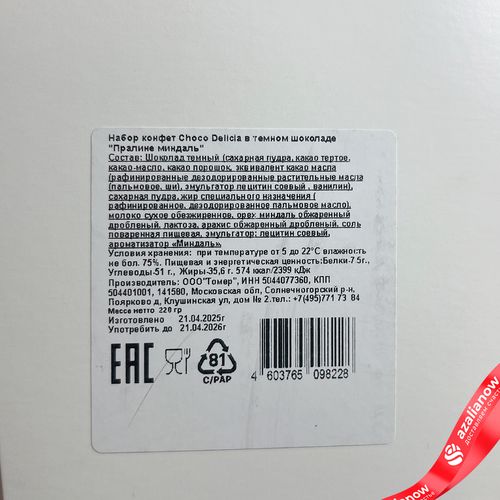 Набор конфет Choco Delicia в темном шоколаде
"Пралине миндаль"
Состав: Шоколад темный (сахарная пудра, какао тертое,
какао-масло, какао порошок, эквивалент какао масла
(рафинированные дезодорированные растительные масла
(пальмовое, ши), эмульгатор лецитин соевый , ванилин),
сахарная пудра, жир специального назначения (
рафинированное, дезодорированное пальмовое масло),
молоко сухое обезжиренное, орех миндаль обжаренный
дробленый, лактоза, арахис обжаренный дробленый, соль
поваренная пищевая, эмульгатор: лецитин соевый,
ароматизатор «Миндаль».
Условия хранения: при температуре от 5 до 22°С влажность
не бол. 75%. Пищевая и энергетическая ценность:Белки-7 5г.,
Углеводы-51 г., Жиры-35,6 г. 574 ккал/2399 кДж
Производитель: ООО"Томер", ИНН 5044077360, КПП
504401001, 141580, Московская обл, Солнечногорский р-н,
Поярково д, Клушинская ул, дом № 2.тел.: +7(495)771 73 84
Масса нетто 220 гр
Изготовлено 21.04.2025г
Употребить до 21.04.2026г
EAC
81
C/PAP
4 603765 098228
azalianow
доставляем счастье
azalianow